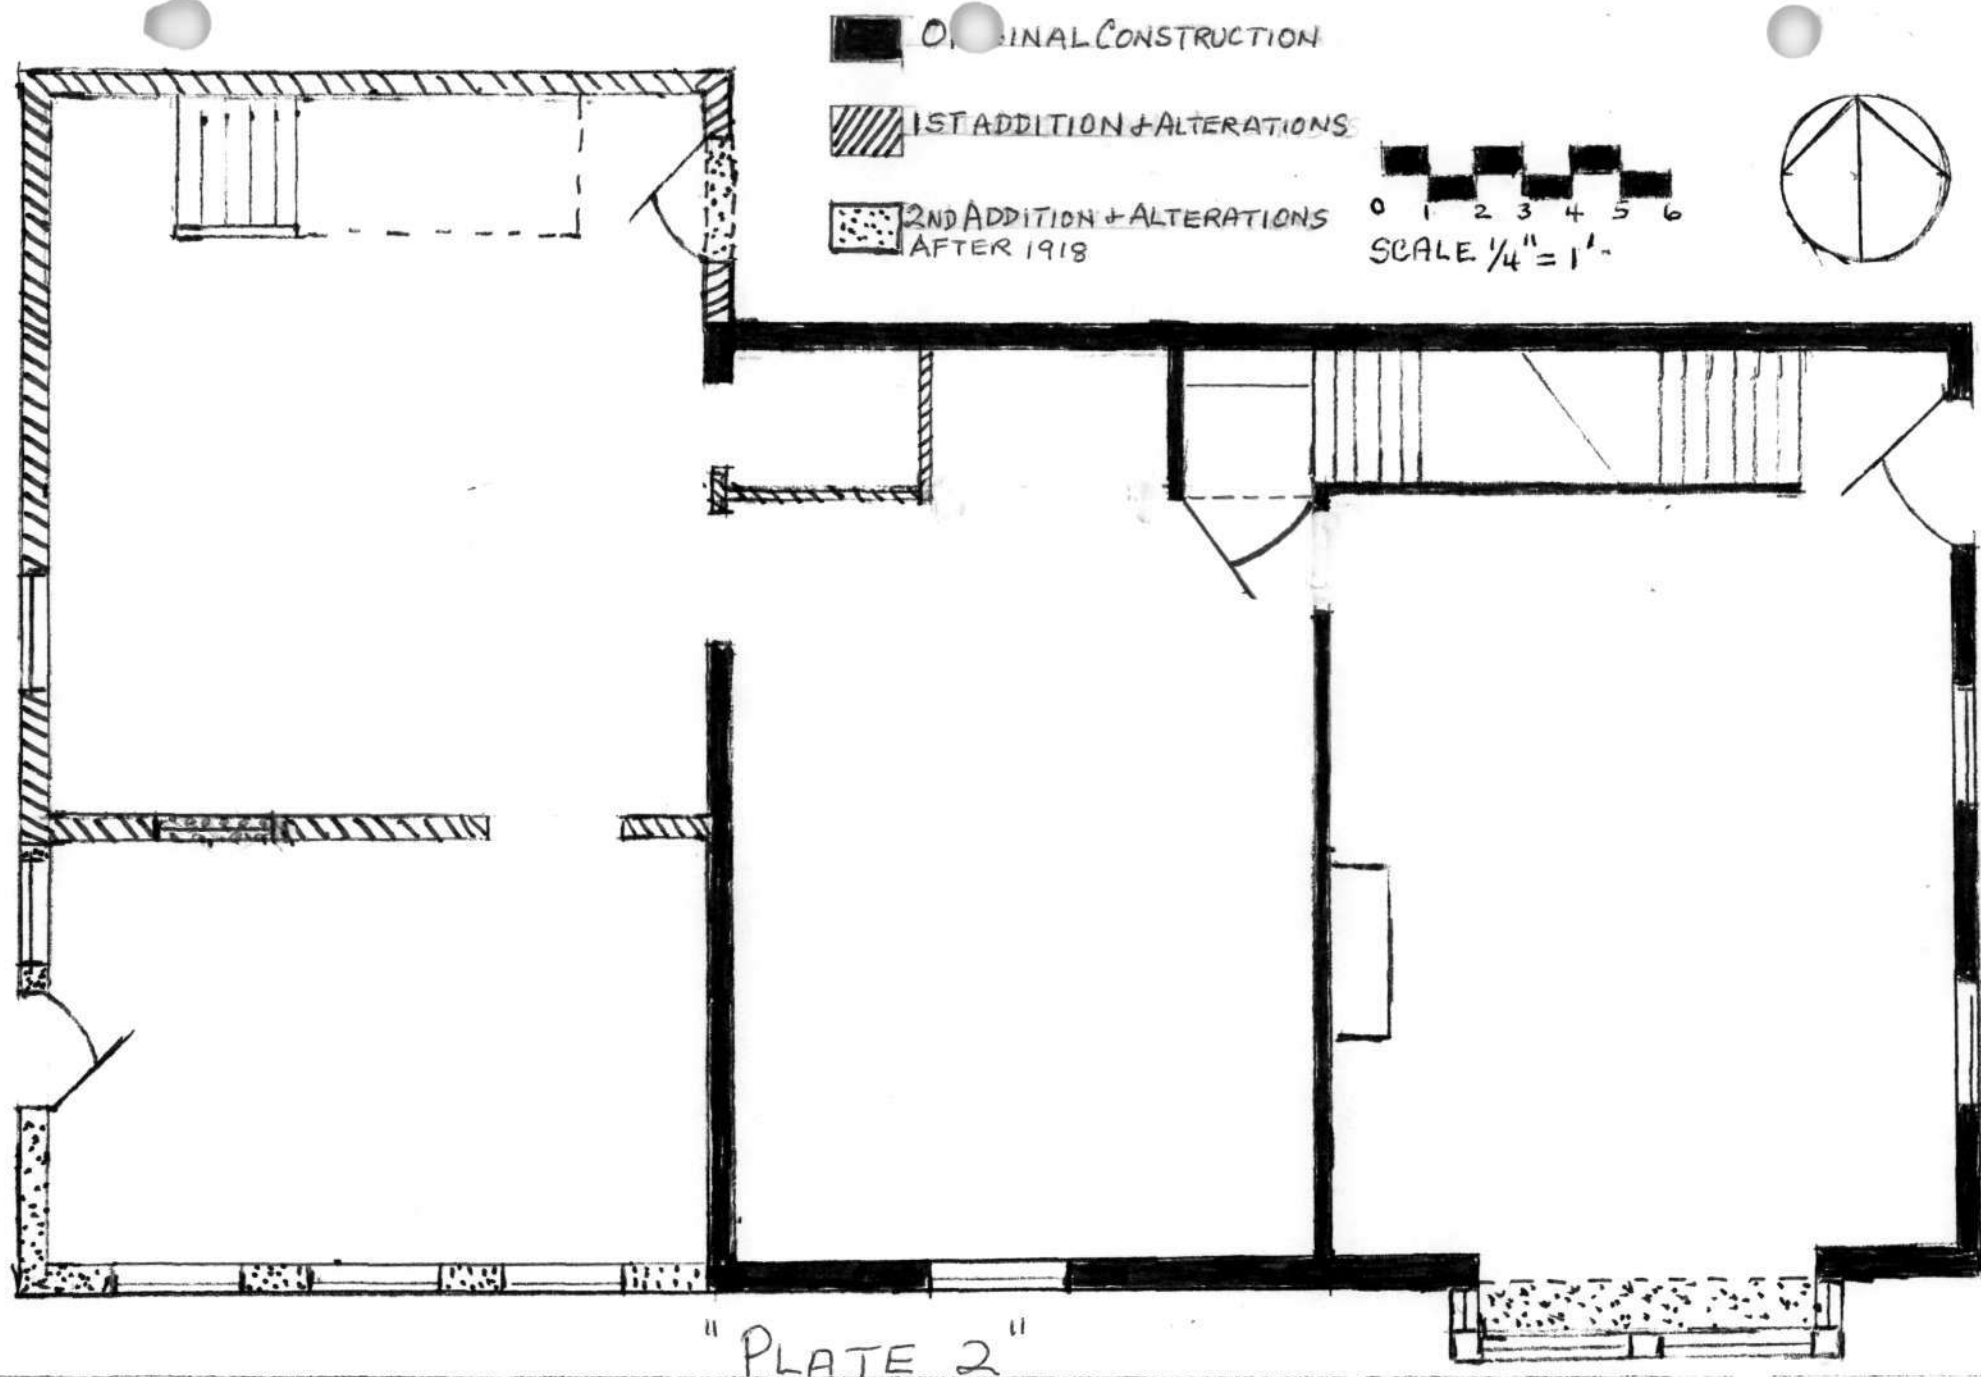 CONSTRUCTION
1ST ADDITION & ALTERATIONS
2ND ADDITION & ALTERATIONS
AFTER 1918
0 1 2 3 4 5 6
SCALE 1/4" = 1'-
"PLATE 2"